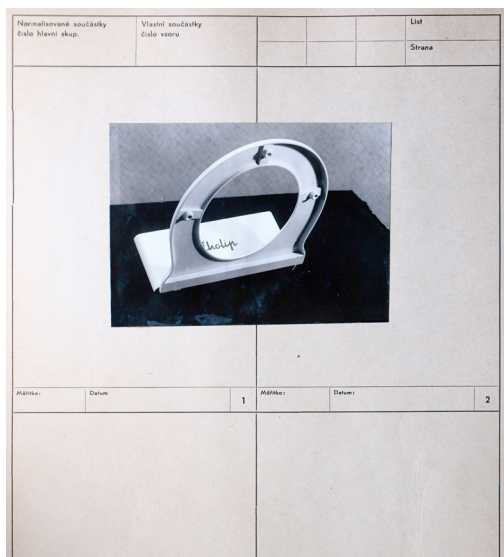 Normalisované součástky
číslo hlavní skup.
Vlastní součástky
číslo vzoru
List
Strana
Měřítko:
Datum
1
Měřítko:
Datum:
2